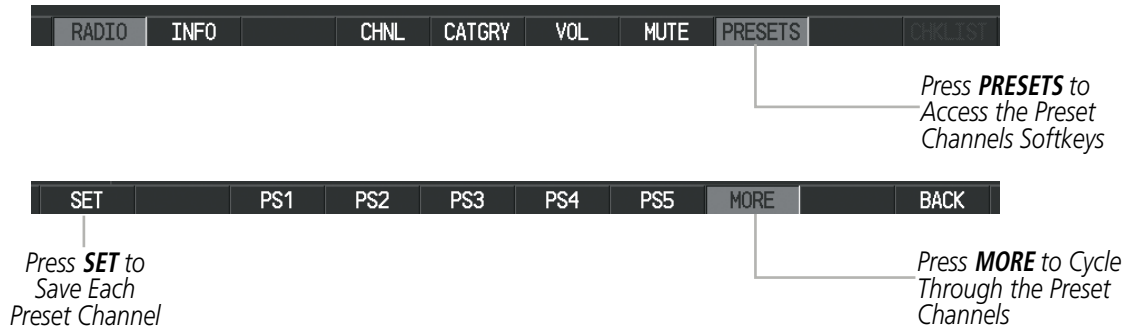 RADIO INFO CHNL CATGRY VOL MUTE PRESETS CHKLIST
Press PRESETS to
Access the Preset
Channels Softkeys
SET PS1 PS2 PS3 PS4 PS5 MORE BACK
Press SET to
Save Each
Preset Channel
Press MORE to Cycle
Through the Preset
Channels